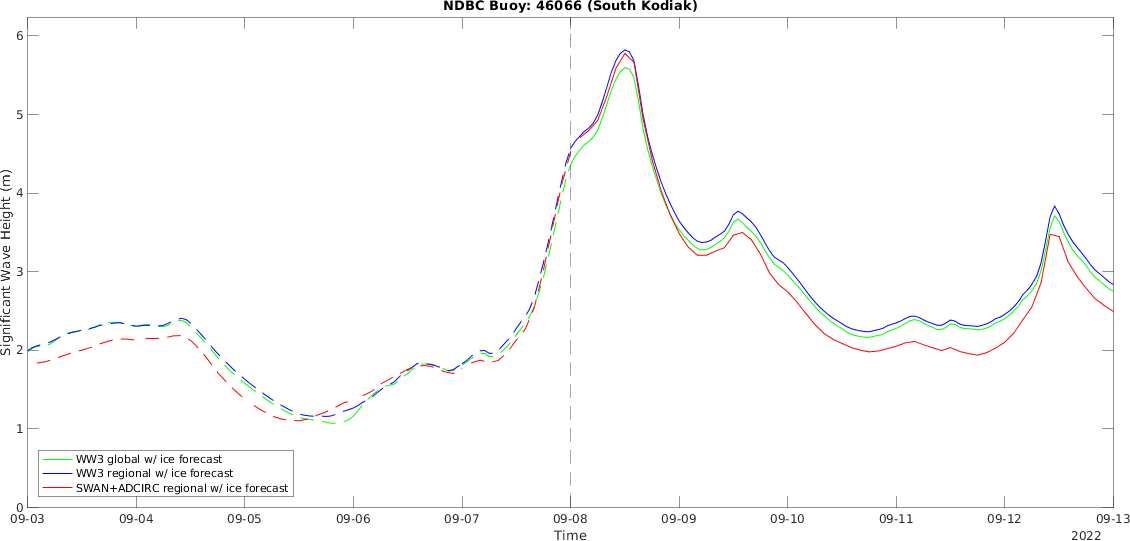 NDBC Buoy: 46066 (South Kodiak)
Significant Wave Height (m)
6
5
4
3
2
1
0
WW3 global w/ ice forecast
WW3 regional w/ ice forecast
SWAN+ADCIRC regional w/ ice forecast
09-03 09-04 09-05 09-06 09-07 09-08 09-09 09-10 09-11 09-12 09-13
Time
2022